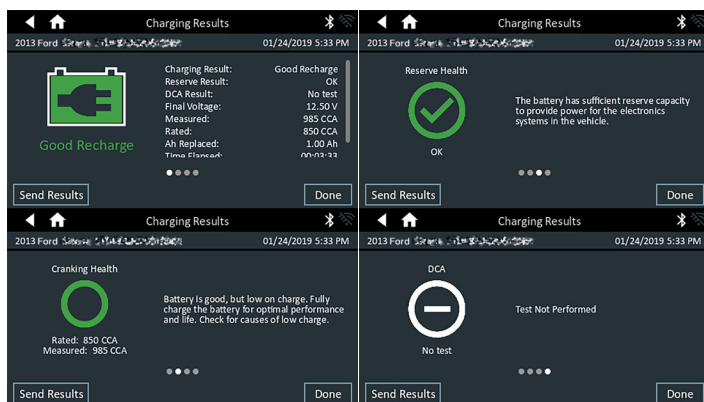 Charging Results
2013 Ford
01/24/2019 5:33 PM
Good Recharge
Charging Result: Good Recharge
Reserve Result: OK
DCA Result: No test
Final Voltage: 12.50 V
Measured: 985 CCA
Rated: 850 CCA
Ah Replaced: 1.00 Ah
Time Elapsed: 00:03:33
Send Results
Done
Charging Results
2013 Ford
01/24/2019 5:33 PM
Reserve Health
OK
The battery has sufficient reserve capacity
to provide power for the electronics
systems in the vehicle.
Send Results
Done
Charging Results
2013 Ford
01/24/2019 5:33 PM
Cranking Health
Rated: 850 CCA
Measured: 985 CCA
Battery is good, but low on charge. Fully
charge the battery for optimal performance
and life. Check for causes of low charge.
Send Results
Done
Charging Results
2013 Ford
01/24/2019 5:33 PM
DCA
No test
Test Not Performed
Send Results
Done